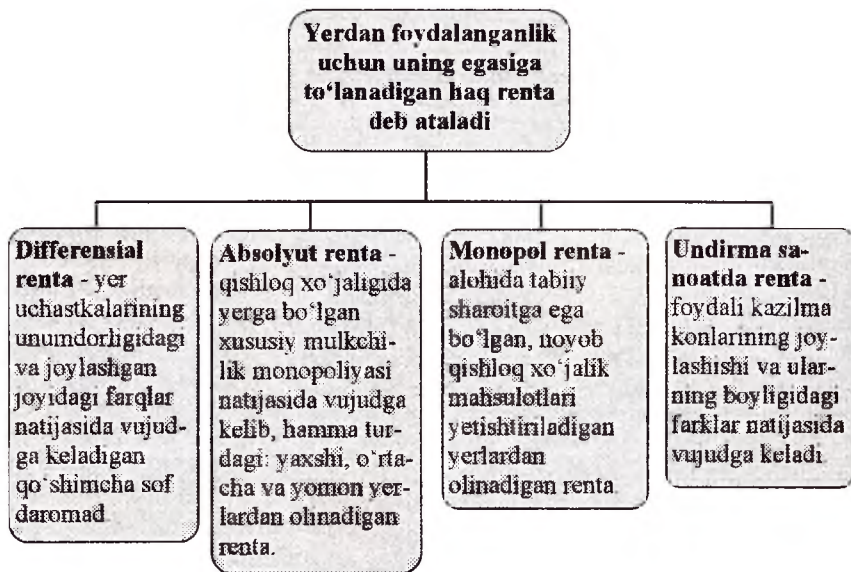 Yerdan foydalanganlik
uchun uning egasiga
to‘lanadigan haq renta
deb ataladi
Differensial
renta - yer
uchastkalarining
unumdorligidagi
va joylashgan
joyidagi farqlar
natijasida vujud-
ga keladigan
qo‘shimcha sof
daromad.
Absolyut renta -
qishloq xo‘jaligida
yerga bo‘lgan
xususiy mulkchi-
lik monopoliyasi
natijasida vujudga
kelib, hamma tur-
dagi: yaxshi, o‘rta-
cha va yomon yer-
lardan olinadigan
renta.
Monopol renta -
alohida tabiiy
sharoitga ega
bo‘lgan, noyob
qishloq xo‘jalik
mahsulotlari
yetishtiriladigan
yerlardan
olinadigan renta.
Undirma sa-
noatda renta -
foydali kazilma
konlarining joy-
lashishi va ular-
ning boyligidagi
farklar natijasida
vujudga keladi.